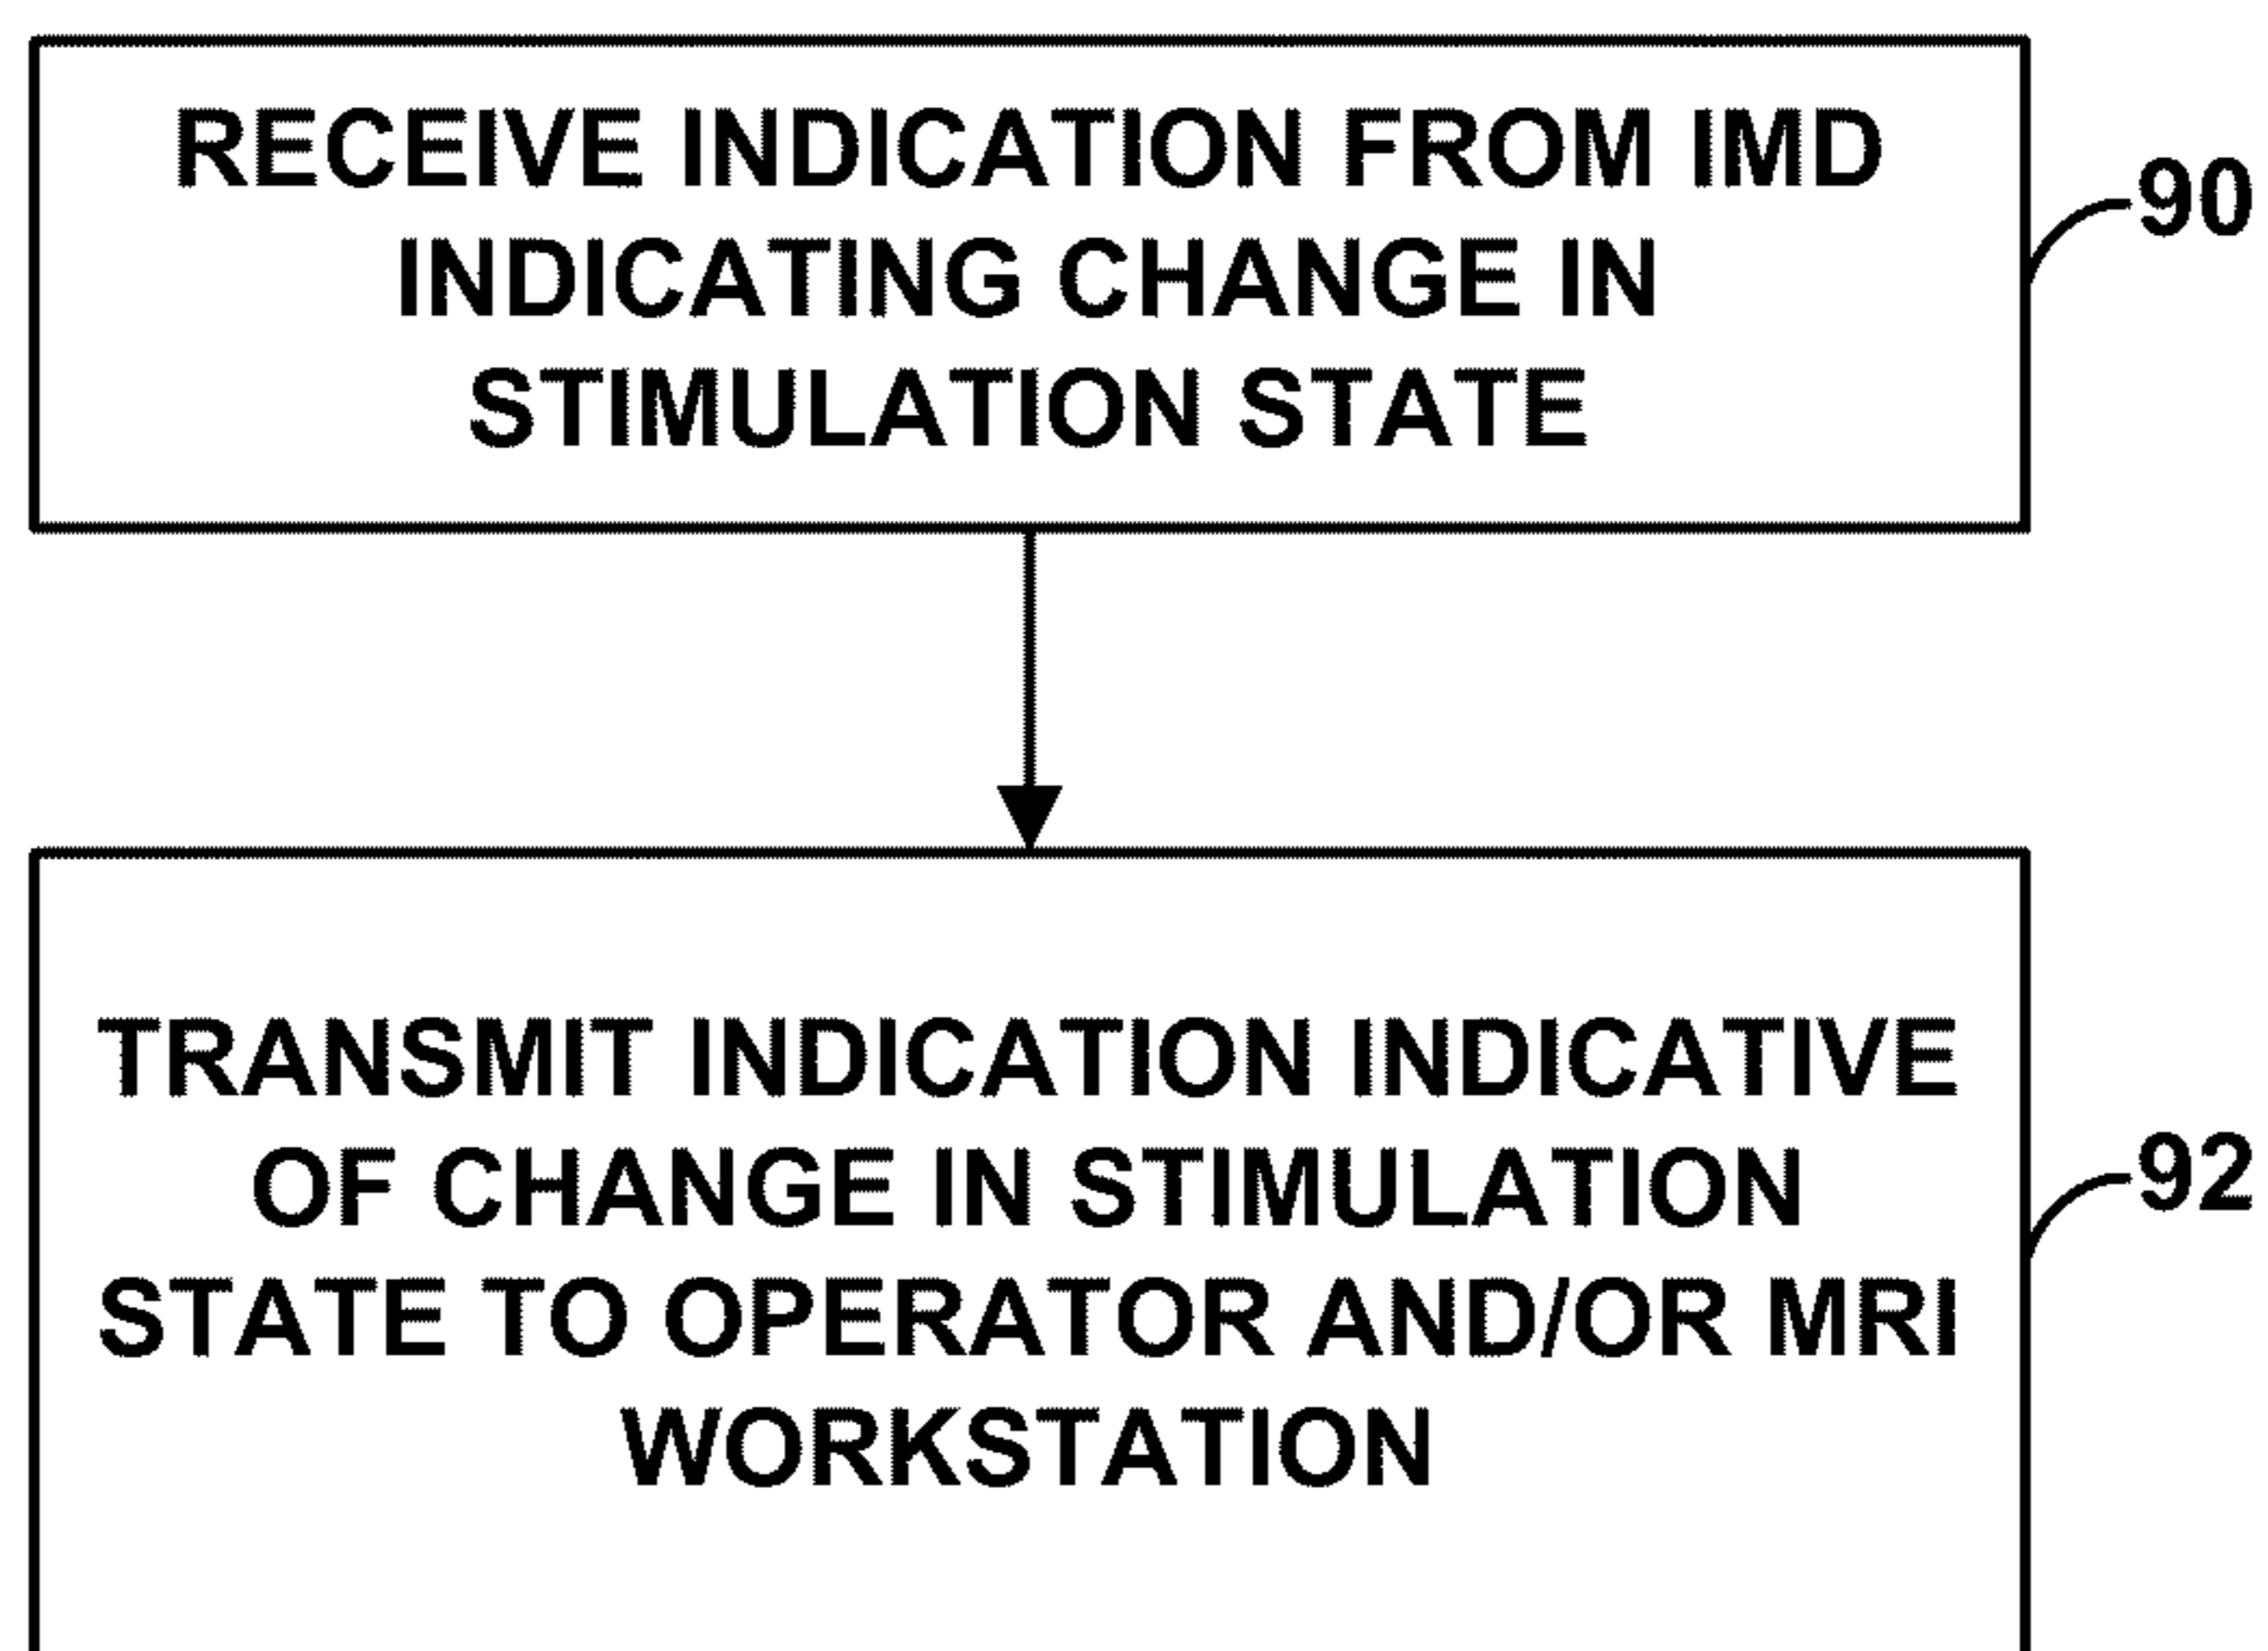 RECEIVE INDICATION FROM IMD
INDICATING CHANGE IN
STIMULATION STATE
90
TRANSMIT INDICATION INDICATIVE
OF CHANGE IN STIMULATION
STATE TO OPERATOR AND/OR MRI
WORKSTATION
92